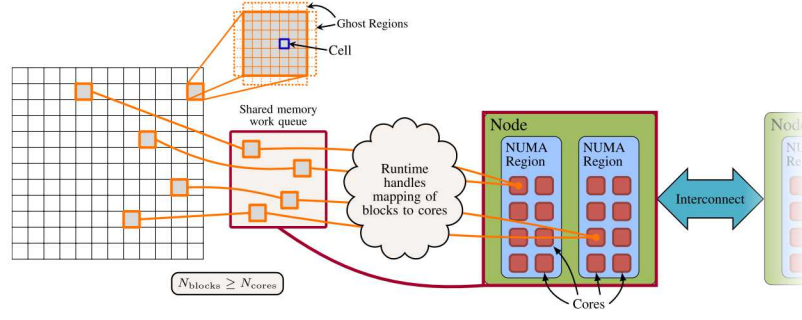 Ghost Regions
Cell
Shared memory
work queue
Runtime
handles
mapping of
blocks to cores
Node
NUMA
Region
NUMA
Region
Interconnect
Cores
N_blocks ≥ N_cores